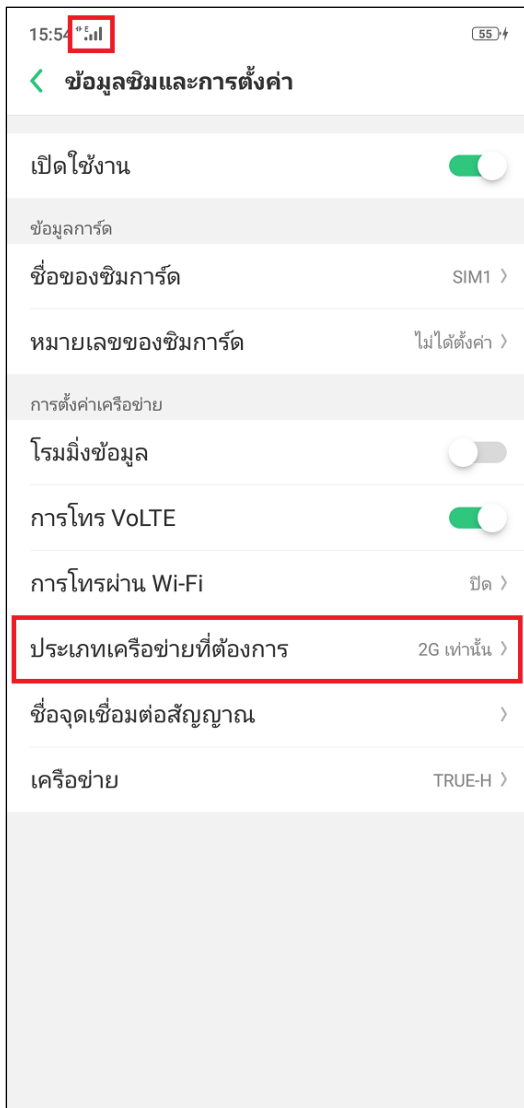 15:54 E
55
ข้อมูลซิมและการตั้งค่า
เปิดใช้งาน
ข้อมูลการ์ด
ชื่อของซิมการ์ด SIM1
หมายเลขของซิมการ์ด ไม่ได้ตั้งค่า
การตั้งค่าเครือข่าย
โรมมิ่งข้อมูล
การโทร VoLTE
การโทรผ่าน Wi-Fi ปิด
ประเภทเครือข่ายที่ต้องการ 2G เท่านั้น
ชื่อจุดเชื่อมต่อสัญญาณ
เครือข่าย TRUE-H